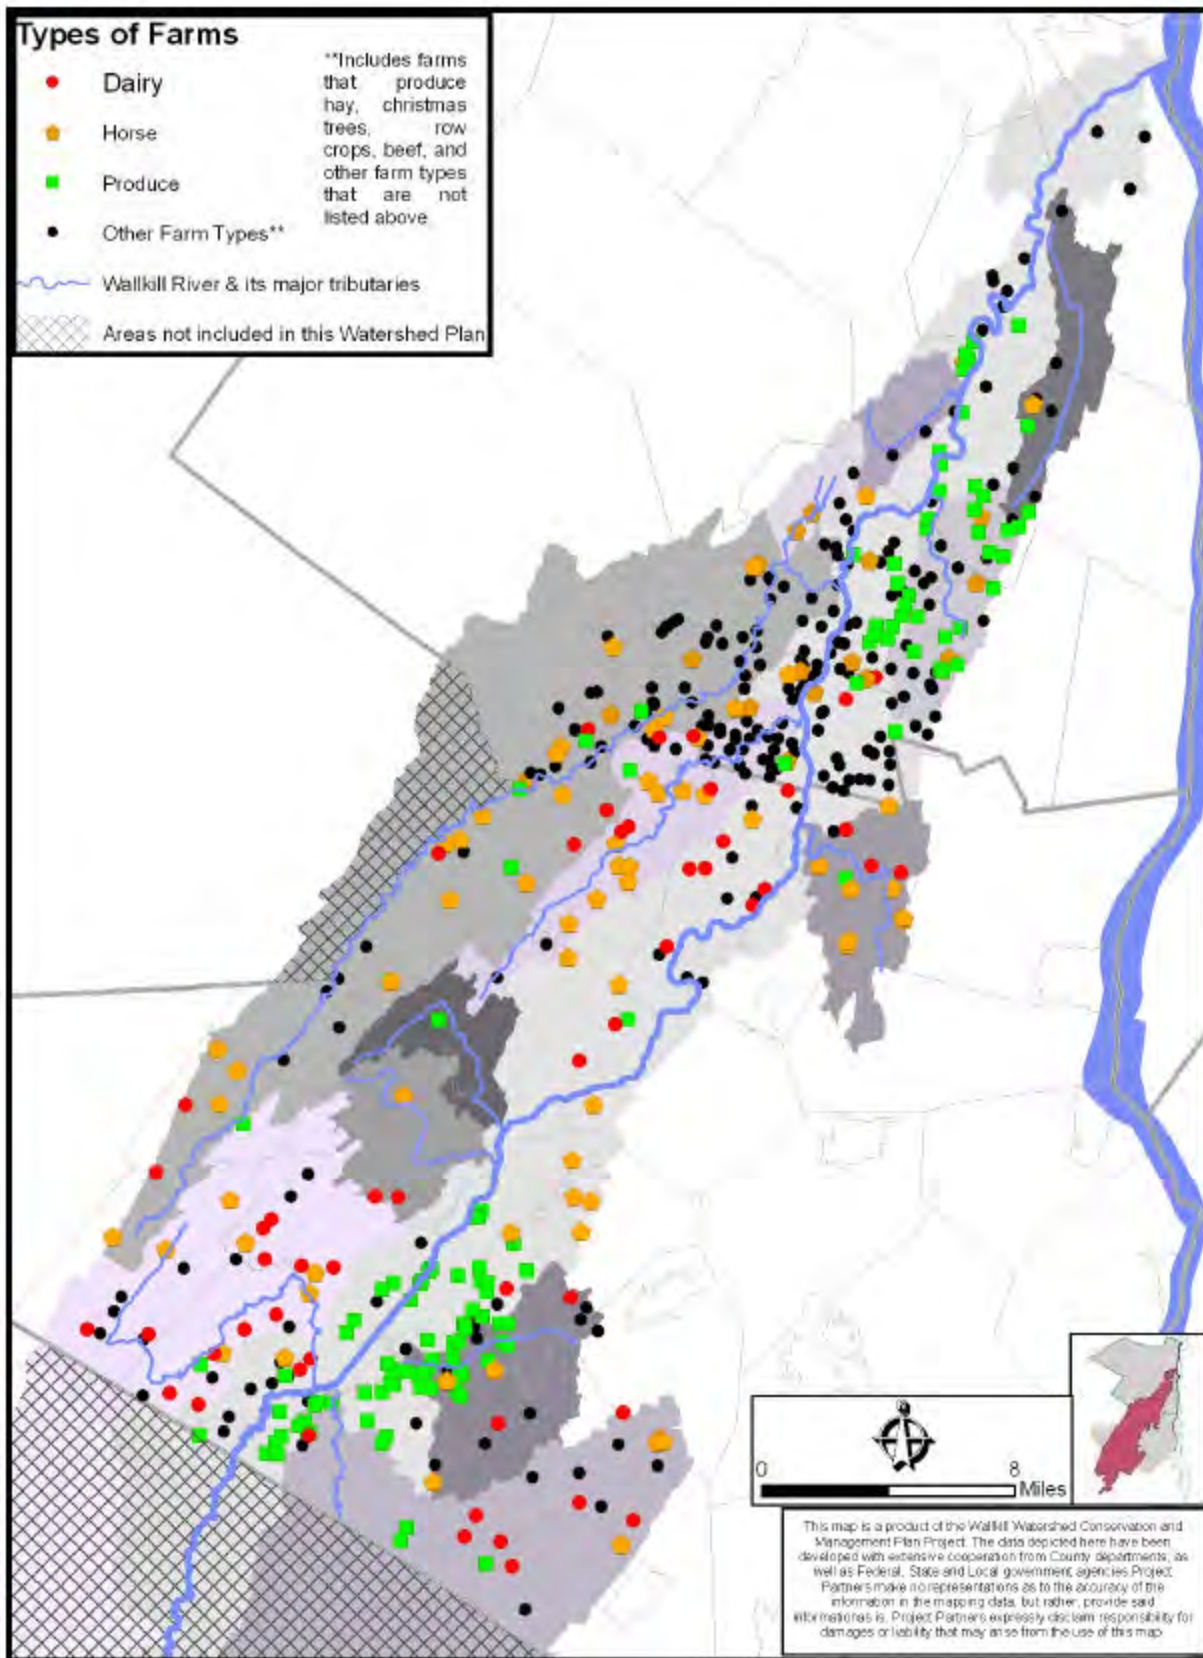 Types of Farms
Dairy
Horse
Produce
Other Farm Types**
**Includes farms
that produce
hay, christmas
trees, row
crops, beef, and
other farm types
that are not
listed above
Wallkill River & its major tributaries
Areas not included in this Watershed Plan
0 8
Miles
This map is a product of the Wallkill Watershed Conservation and
Management Plan Project. The data depicted here have been
developed with extensive cooperation from County departments, as
well as Federal, State and Local government agencies. Project
Partners make no representations as to the accuracy of the
information in the mapping data, but rather, provide said
information as is. Project Partners expressly disclaim responsibility for
damages or liability that may arise from the use of this map